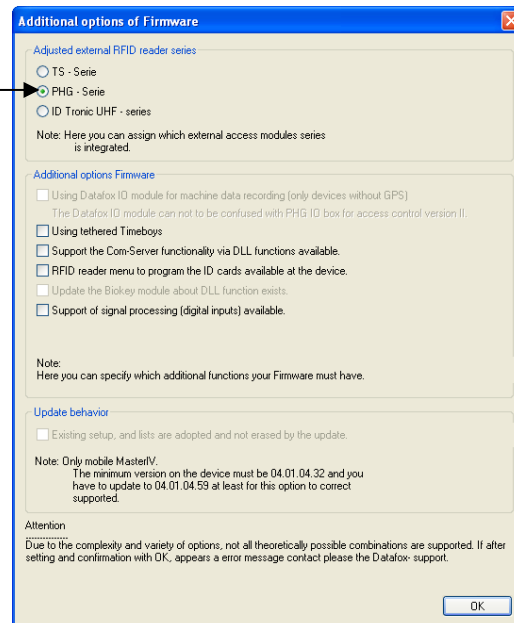 Additional options of Firmware
Adjusted external RFID reader series
TS - Serie
PHG - Serie
ID Tronic UHF - series
Note: Here you can assign which external access modules series
is integrated.
Additional options Firmware
Using Datafox IO module for machine data recording (only devices without GPS)
The Datafox IO module can not to be confused with PHG IO box for access control version II.
Using tethered Timeboys
Support the Com-Server functionality via DLL functions available.
RFID reader menu to program the ID cards available at the device.
Update the Biokey module about DLL function exists.
Support of signal processing (digital inputs) available.
Note:
Here you can specify which additional functions your Firmware must have.
Update behavior
Existing setup, and lists are adopted and not erased by the update.
Note: Only mobile MasterIV.
The minimum version on the device must be 04.01.04.32 and you
have to update to 04.01.04.59 at least for this option to correct
supported.
Attention
---------------
Due to the complexity and variety of options, not all theoretically possible combinations are supported. If after
setting and confirmation with OK, appears a error message contact please the Datafox- support.
OK